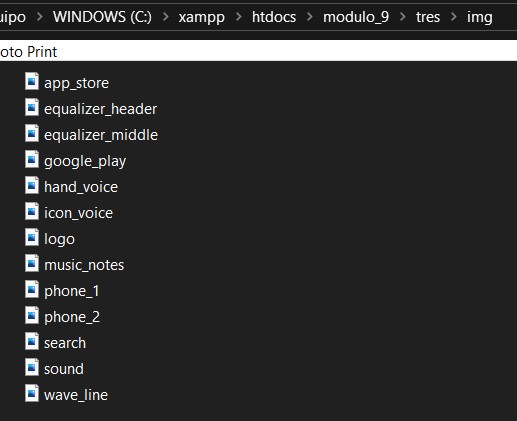 uipo > WINDOWS (C:) > xampp > htdocs > modulo_9 > tres > img
oto Print
app_store
equalizer_header
equalizer_middle
google_play
hand_voice
icon_voice
logo
music_notes
phone_1
phone_2
search
sound
wave_line